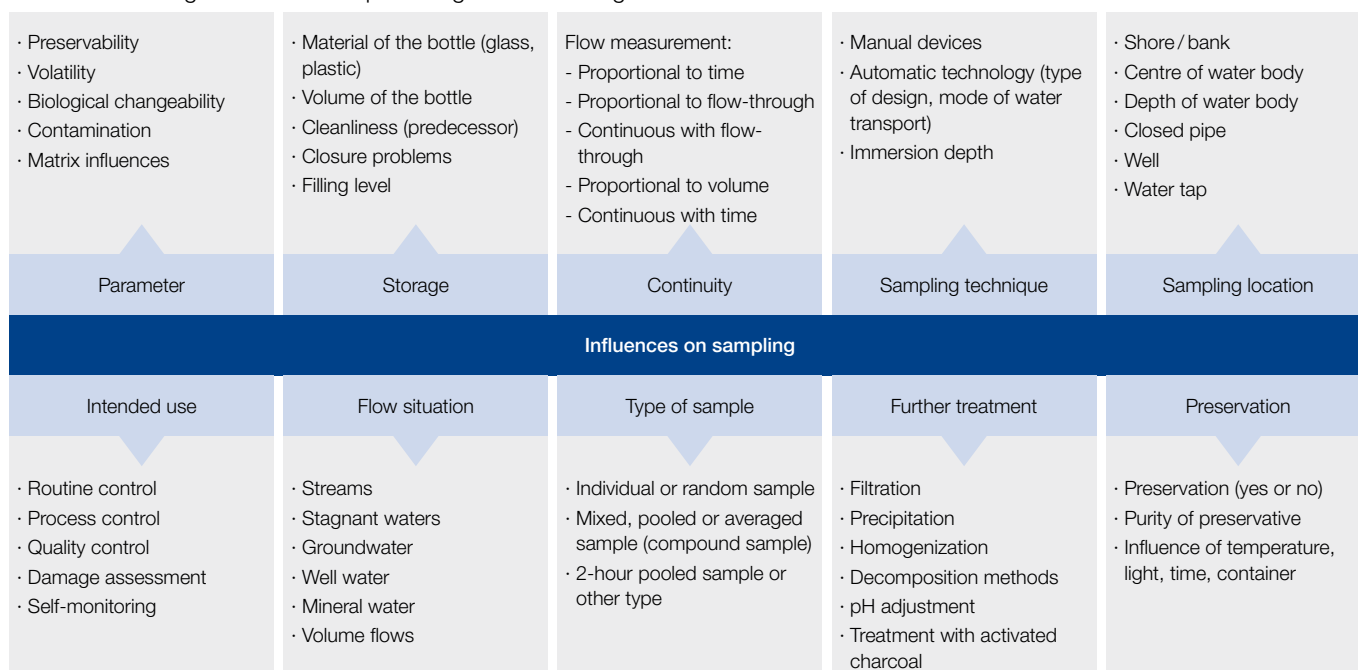 · Preservability
· Volatility
· Biological changeability
· Contamination
· Matrix influences
· Material of the bottle (glass,
plastic)
· Volume of the bottle
· Cleanliness (predecessor)
· Closure problems
· Filling level
Flow measurement:
- Proportional to time
- Proportional to flow-through
- Continuous with flow-
through
- Proportional to volume
- Continuous with time
· Manual devices
· Automatic technology (type
of design, mode of water
transport)
· Immersion depth
· Shore / bank
· Centre of water body
· Depth of water body
· Closed pipe
· Well
· Water tap
Parameter
Storage
Continuity
Sampling technique
Sampling location
Influences on sampling
Intended use
Flow situation
Type of sample
Further treatment
Preservation
· Routine control
· Process control
· Quality control
· Damage assessment
· Self-monitoring
· Streams
· Stagnant waters
· Groundwater
· Well water
· Mineral water
· Volume flows
· Individual or random sample
· Mixed, pooled or averaged
sample (compound sample)
· 2-hour pooled sample or
other type
· Filtration
· Precipitation
· Homogenization
· Decomposition methods
· pH adjustment
· Treatment with activated
charcoal
· Preservation (yes or no)
· Purity of preservative
· Influence of temperature,
light, time, container